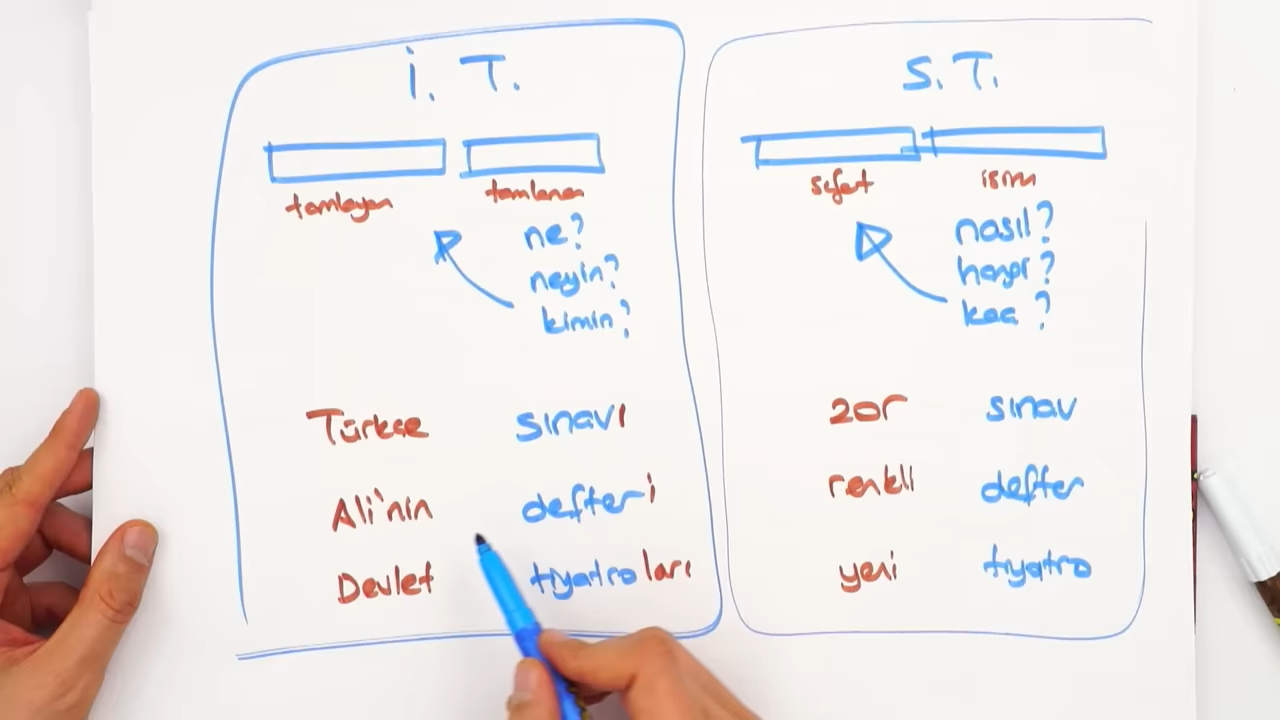 İ. T.
tamlayan tamlanan
ne?
neyin?
kimin?
Türkçe sınavı
Ali'nin defteri
Devlet tiyatroları
S. T.
sıfat isim
nasıl?
hangi?
kaç?
zor sınav
renkli defter
yeni tiyatro